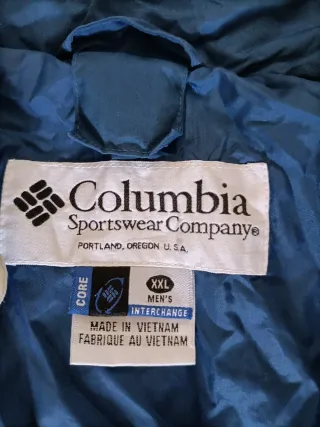 Columbia
Sportswear Company®
PORTLAND, OREGON U.S.A.
CORE
XXL
MEN'S
INTERCHANGE
MADE IN VIETNAM
FABRIQUE AU VIETNAM